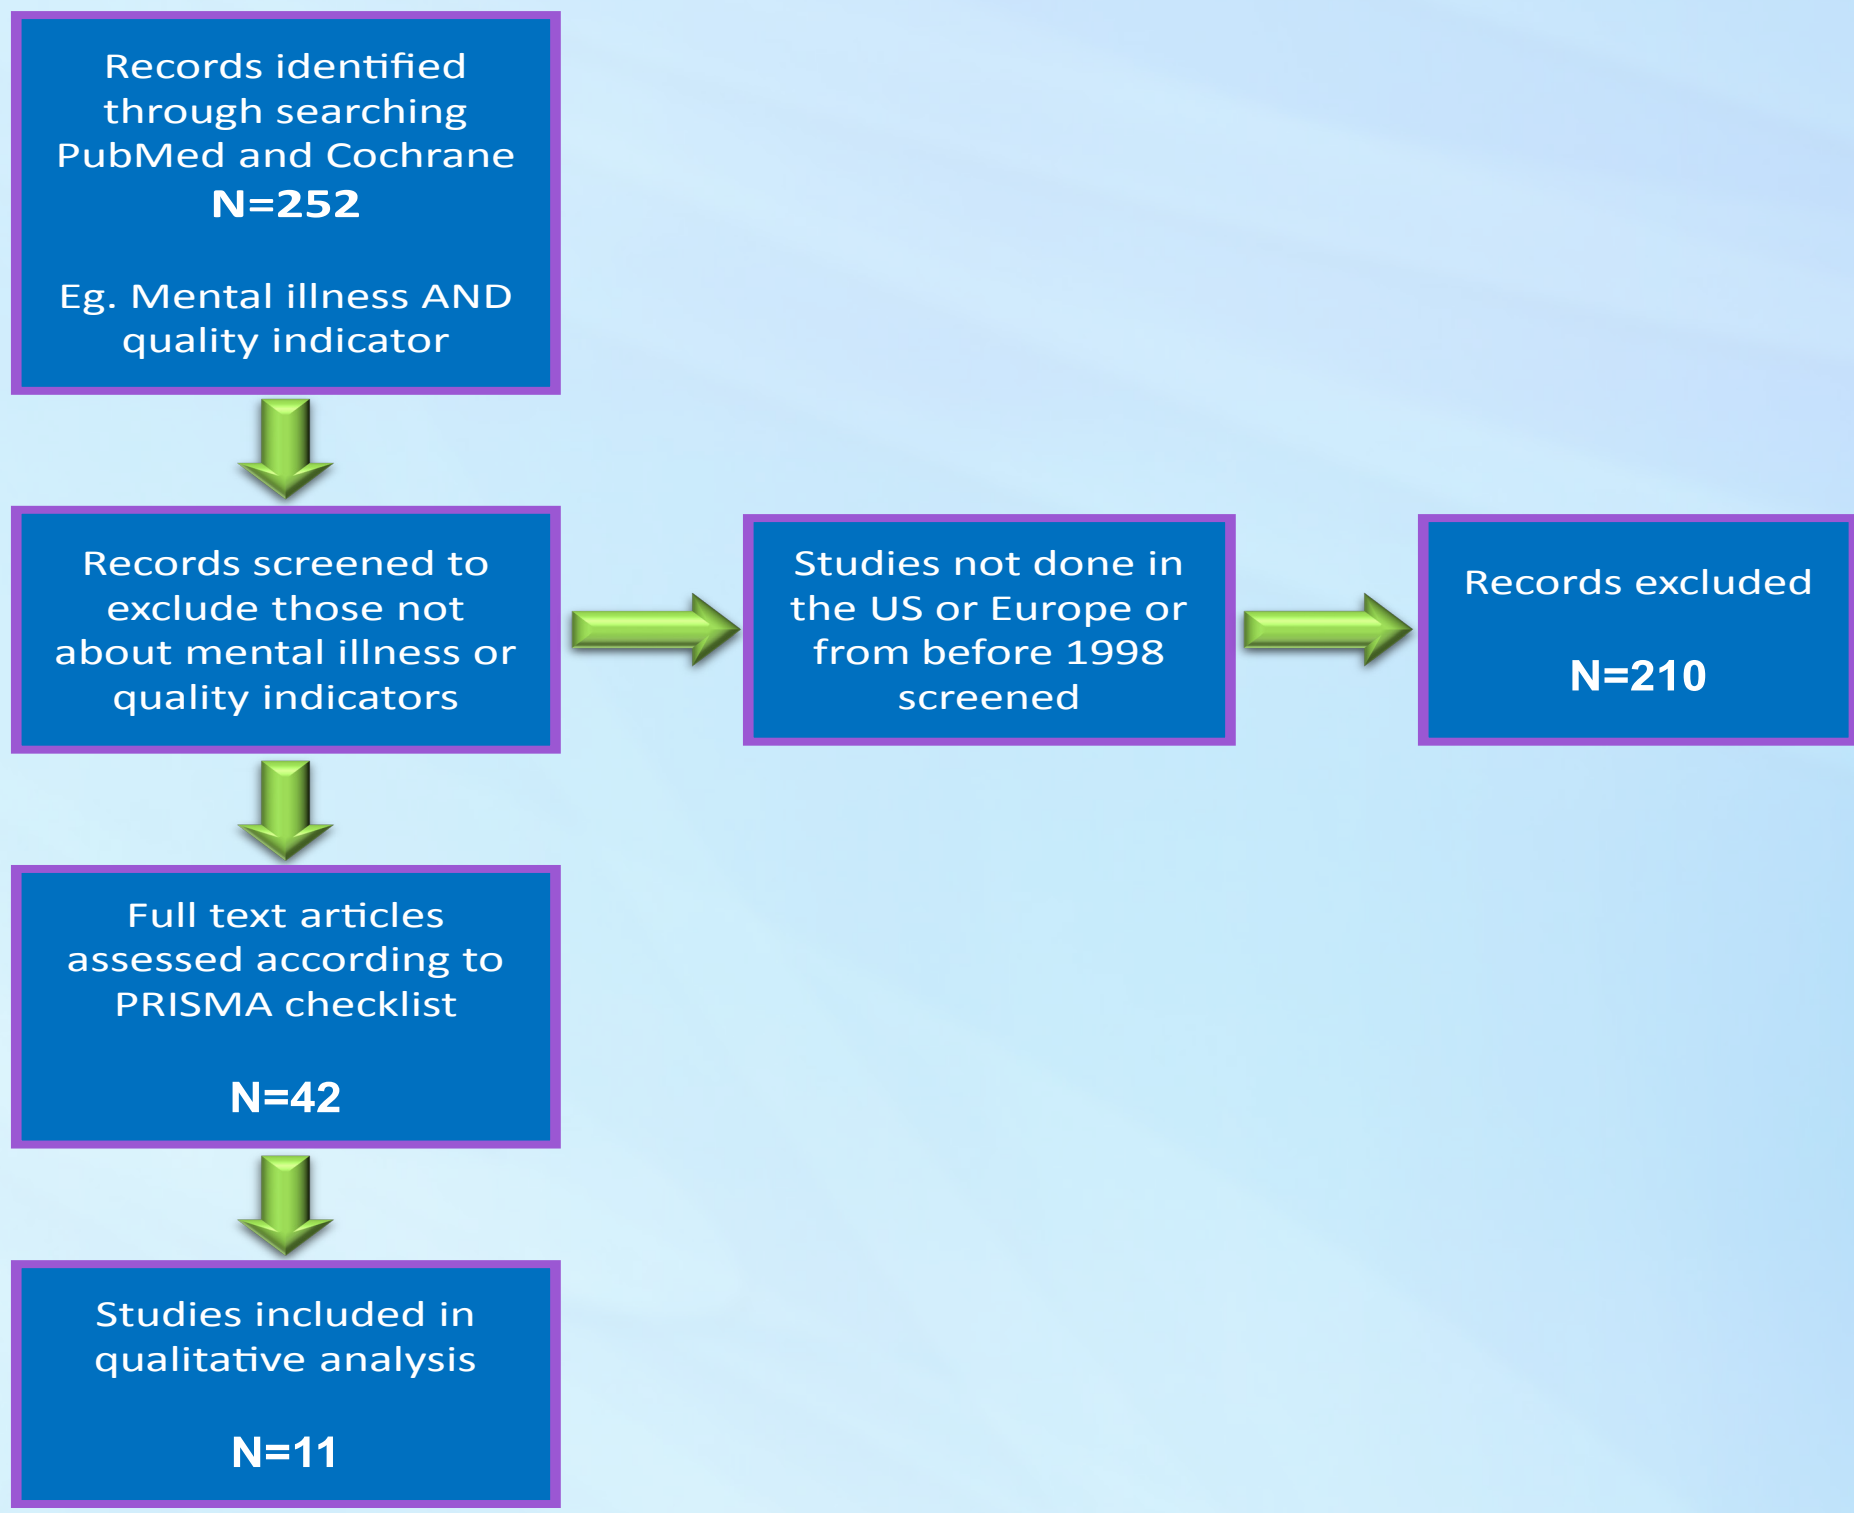 Records identified
through searching
PubMed and Cochrane
N=252
Eg. Mental illness AND
quality indicator
Records screened to
exclude those not
about mental illness or
quality indicators
Studies not done in
the US or Europe or
from before 1998
screened
Records excluded
N=210
Full text articles
assessed according to
PRISMA checklist
N=42
Studies included in
qualitative analysis
N=11